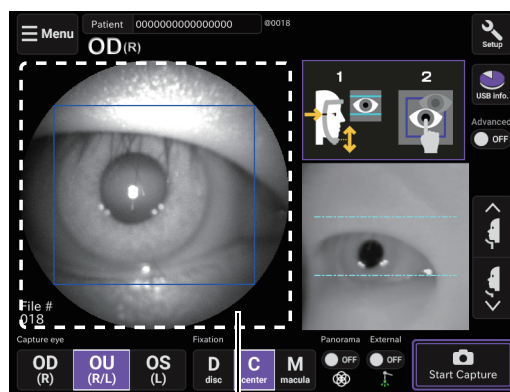 Menu
Patient 0000000000000000 @0018
OD(R)
Setup
1 2
USB info.
Advanced
OFF
File #
018
Capture eye
Fixation
Panorama
External
OD
(R)
OU
(R/L)
OS
(L)
D
disc
C
center
M
macula
OFF
OFF
Start Capture